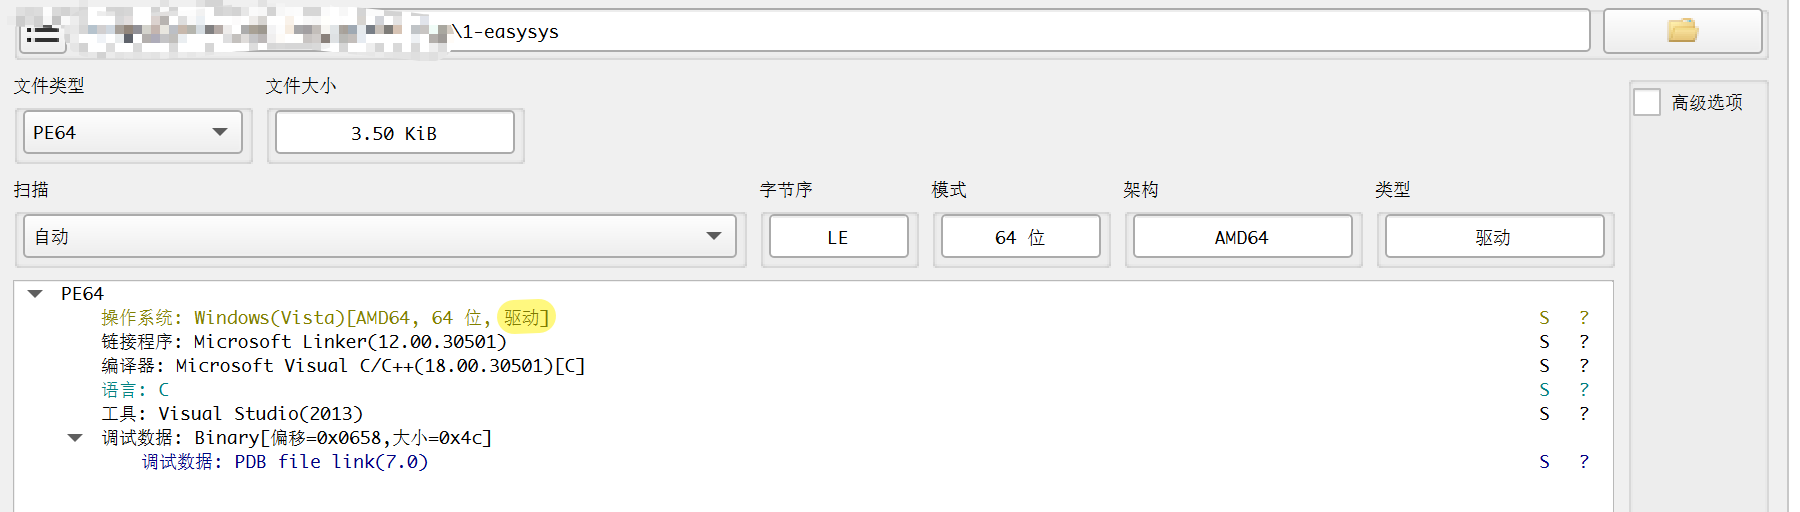 \1-easysys
文件类型 文件大小
PE64 3.50 KiB
高级选项
扫描 字节序 模式 架构 类型
自动 LE 64 位 AMD64 驱动
PE64
操作系统: Windows(Vista)[AMD64, 64 位, 驱动] S ?
链接程序: Microsoft Linker(12.00.30501) S ?
编译器: Microsoft Visual C/C++(18.00.30501)[C] S ?
语言: C S ?
工具: Visual Studio(2013) S ?
调试数据: Binary[偏移=0x0658,大小=0x4c]
调试数据: PDB file link(7.0) S ?